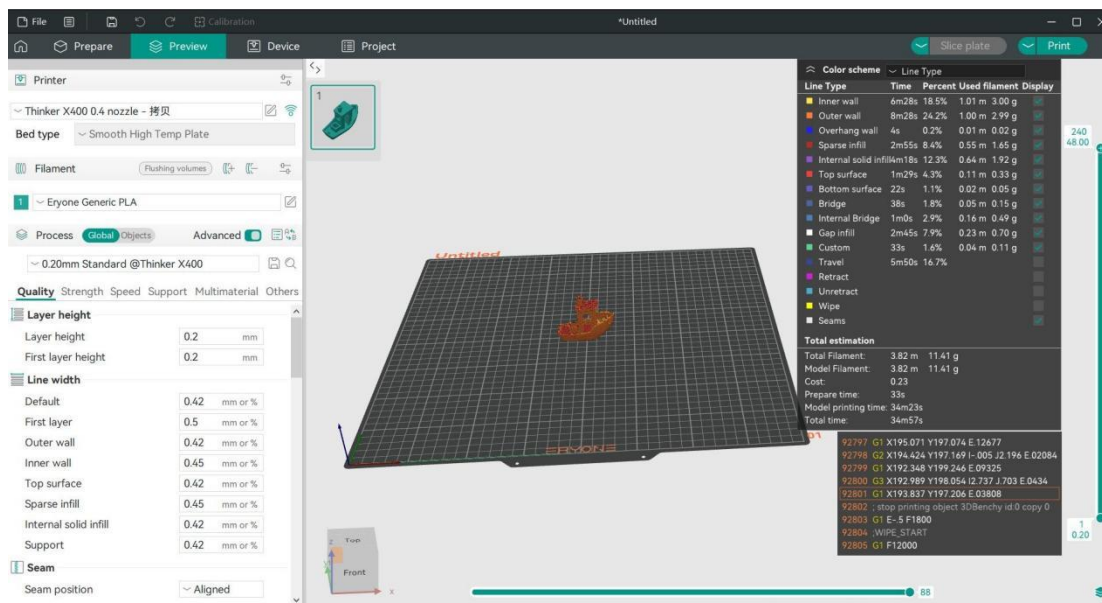 File Calibration *Untitled
Prepare Preview Device Project Slice plate Print
Printer
Thinker X400 0.4 nozzle - 拷贝
Bed type Smooth High Temp Plate
Filament Flushing volumes
1 Eryone Generic PLA
Process Global Objects Advanced
0.20mm Standard @Thinker X400
Quality Strength Speed Support Multimaterial Others
Layer height
Layer height 0.2 mm
First layer height 0.2 mm
Line width
Default 0.42 mm or %
First layer 0.5 mm or %
Outer wall 0.42 mm or %
Inner wall 0.45 mm or %
Top surface 0.42 mm or %
Sparse infill 0.45 mm or %
Internal solid infill 0.42 mm or %
Support 0.42 mm or %
Seam
Seam position Aligned
1
Untitled
ERYONE
01
Top
Front
z
y
x
88
Color scheme Line Type
Line Type Time Percent Used filament Display
Inner wall 6m28s 18.5% 1.01 m 3.00 g
Outer wall 8m28s 24.2% 1.00 m 2.99 g
Overhang wall 4s 0.2% 0.01 m 0.02 g
Sparse infill 2m55s 8.4% 0.55 m 1.65 g
Internal solid infill 4m18s 12.3% 0.64 m 1.92 g
Top surface 1m29s 4.3% 0.11 m 0.33 g
Bottom surface 22s 1.1% 0.02 m 0.05 g
Bridge 38s 1.8% 0.05 m 0.15 g
Internal Bridge 1m0s 2.9% 0.16 m 0.49 g
Gap infill 2m45s 7.9% 0.23 m 0.70 g
Custom 33s 1.6% 0.04 m 0.11 g
Travel 5m50s 16.7%
Retract
Unretract
Wipe
Seams
Total estimation
Total Filament: 3.82 m 11.41 g
Model Filament: 3.82 m 11.41 g
Cost: 0.23
Prepare time: 33s
Model printing time: 34m23s
Total time: 34m57s
92797 G1 X195.071 Y197.074 E.12677
92798 G2 X194.424 Y197.169 I-.005 J2.196 E.02084
92799 G1 X192.348 Y199.246 E.09325
92800 G3 X192.989 Y198.054 I2.737 J.703 E.0434
92801 G1 X193.837 Y197.206 E.03808
92802 ; stop printing object 3DBenchy id:0 copy 0
92803 G1 E-.5 F1800
92804 ;WIPE_START
92805 G1 F12000
240
48.00
1
0.20